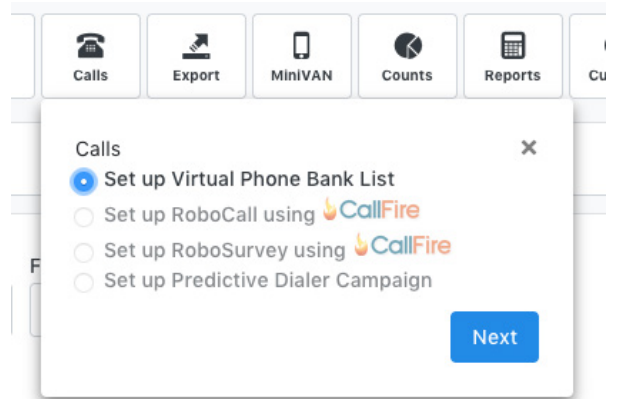 Calls
Export
MiniVAN
Counts
Reports
Cu
Calls
×
Set up Virtual Phone Bank List
Set up RoboCall using CallFire
Set up RoboSurvey using CallFire
Set up Predictive Dialer Campaign
F
Next